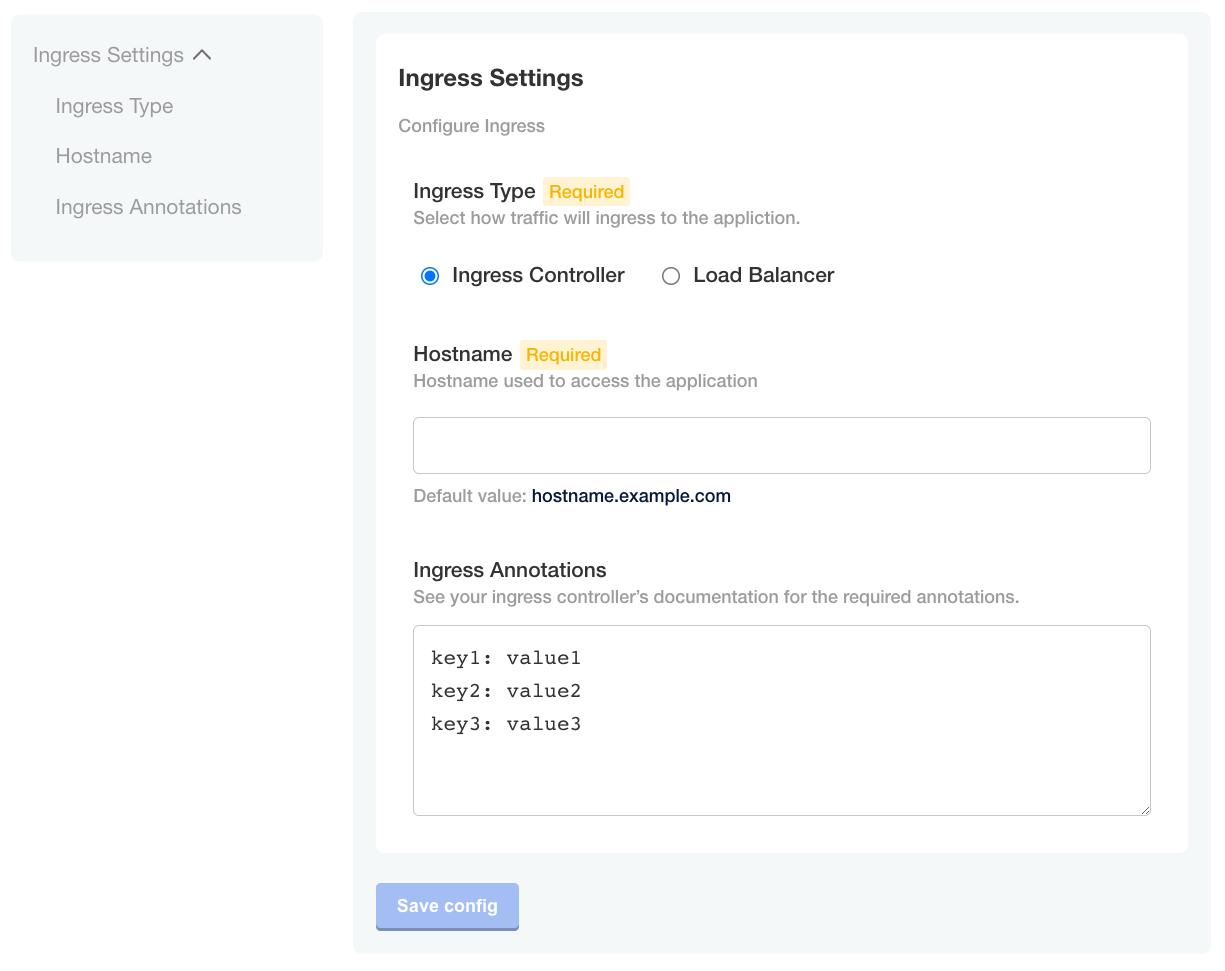 Ingress Settings
Ingress Type
Hostname
Ingress Annotations
Ingress Settings
Configure Ingress
Ingress Type Required
Select how traffic will ingress to the appliction.
Ingress Controller Load Balancer
Hostname Required
Hostname used to access the application
Default value: hostname.example.com
Ingress Annotations
See your ingress controller’s documentation for the required annotations.
key1: value1
key2: value2
key3: value3
Save config